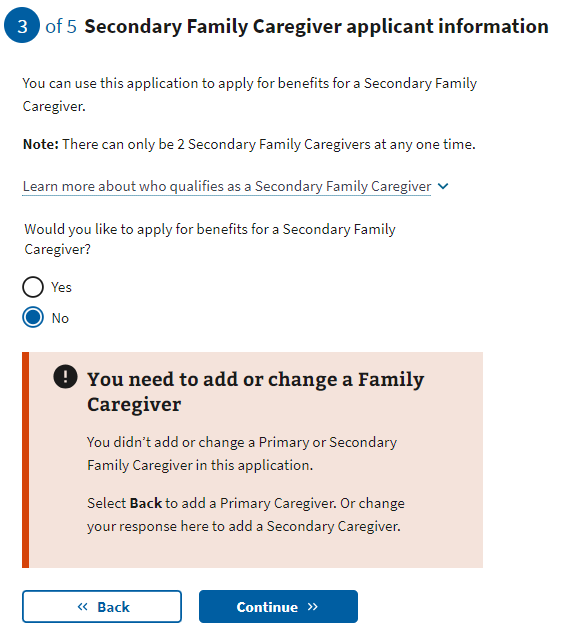 3 of 5 Secondary Family Caregiver applicant information
You can use this application to apply for benefits for a Secondary Family
Caregiver.
Note: There can only be 2 Secondary Family Caregivers at any one time.
Learn more about who qualifies as a Secondary Family Caregiver
Would you like to apply for benefits for a Secondary Family
Caregiver?
Yes
No
You need to add or change a Family
Caregiver
You didn’t add or change a Primary or Secondary
Family Caregiver in this application.
Select Back to add a Primary Caregiver. Or change
your response here to add a Secondary Caregiver.
« Back
Continue »